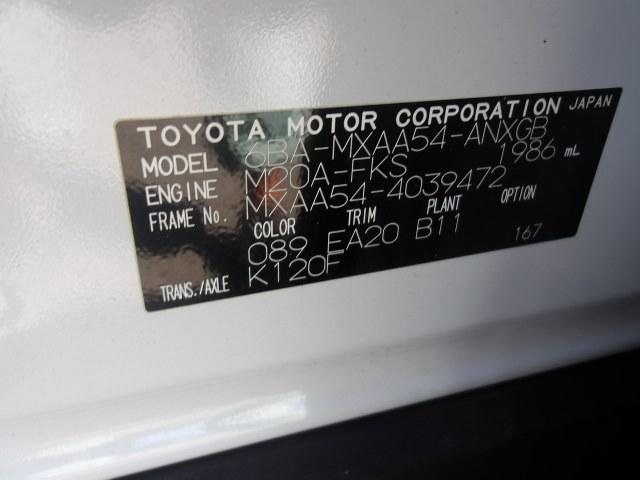 TOYOTA MOTOR CORPORATION JAPAN
MODEL 6BA-MXAA54-ANXGB
ENGINE M20A-FKS 1986 mL
FRAME No. MXAA54-4039472
COLOR TRIM PLANT OPTION
089 EA20 B11 167
TRANS./AXLE K120F